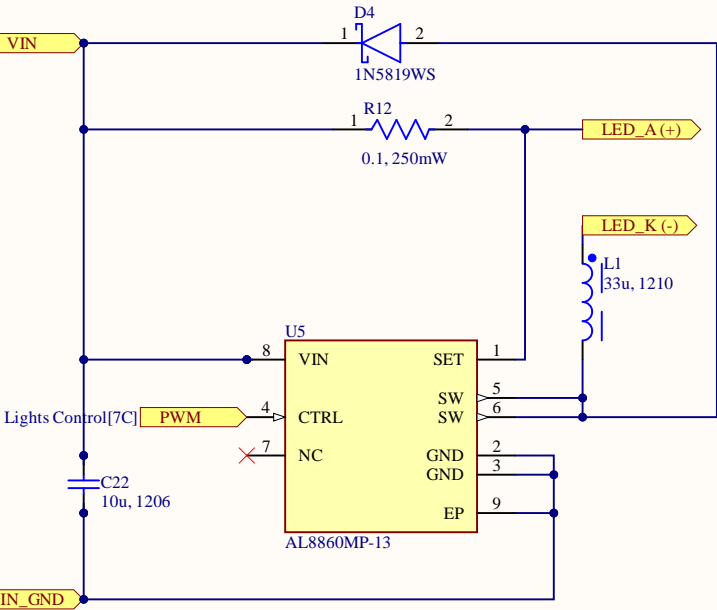 D4
VIN
1
2
1N5819WS
R12
1
2
LED_A (+)
0.1, 250mW
LED_K (-)
L1
33u, 1210
U5
8
VIN
SET
1
SW
5
Lights Control[7C]
PWM
4
CTRL
SW
6
7
NC
GND
2
GND
3
C22
10u, 1206
EP
9
AL8860MP-13
IN_GND